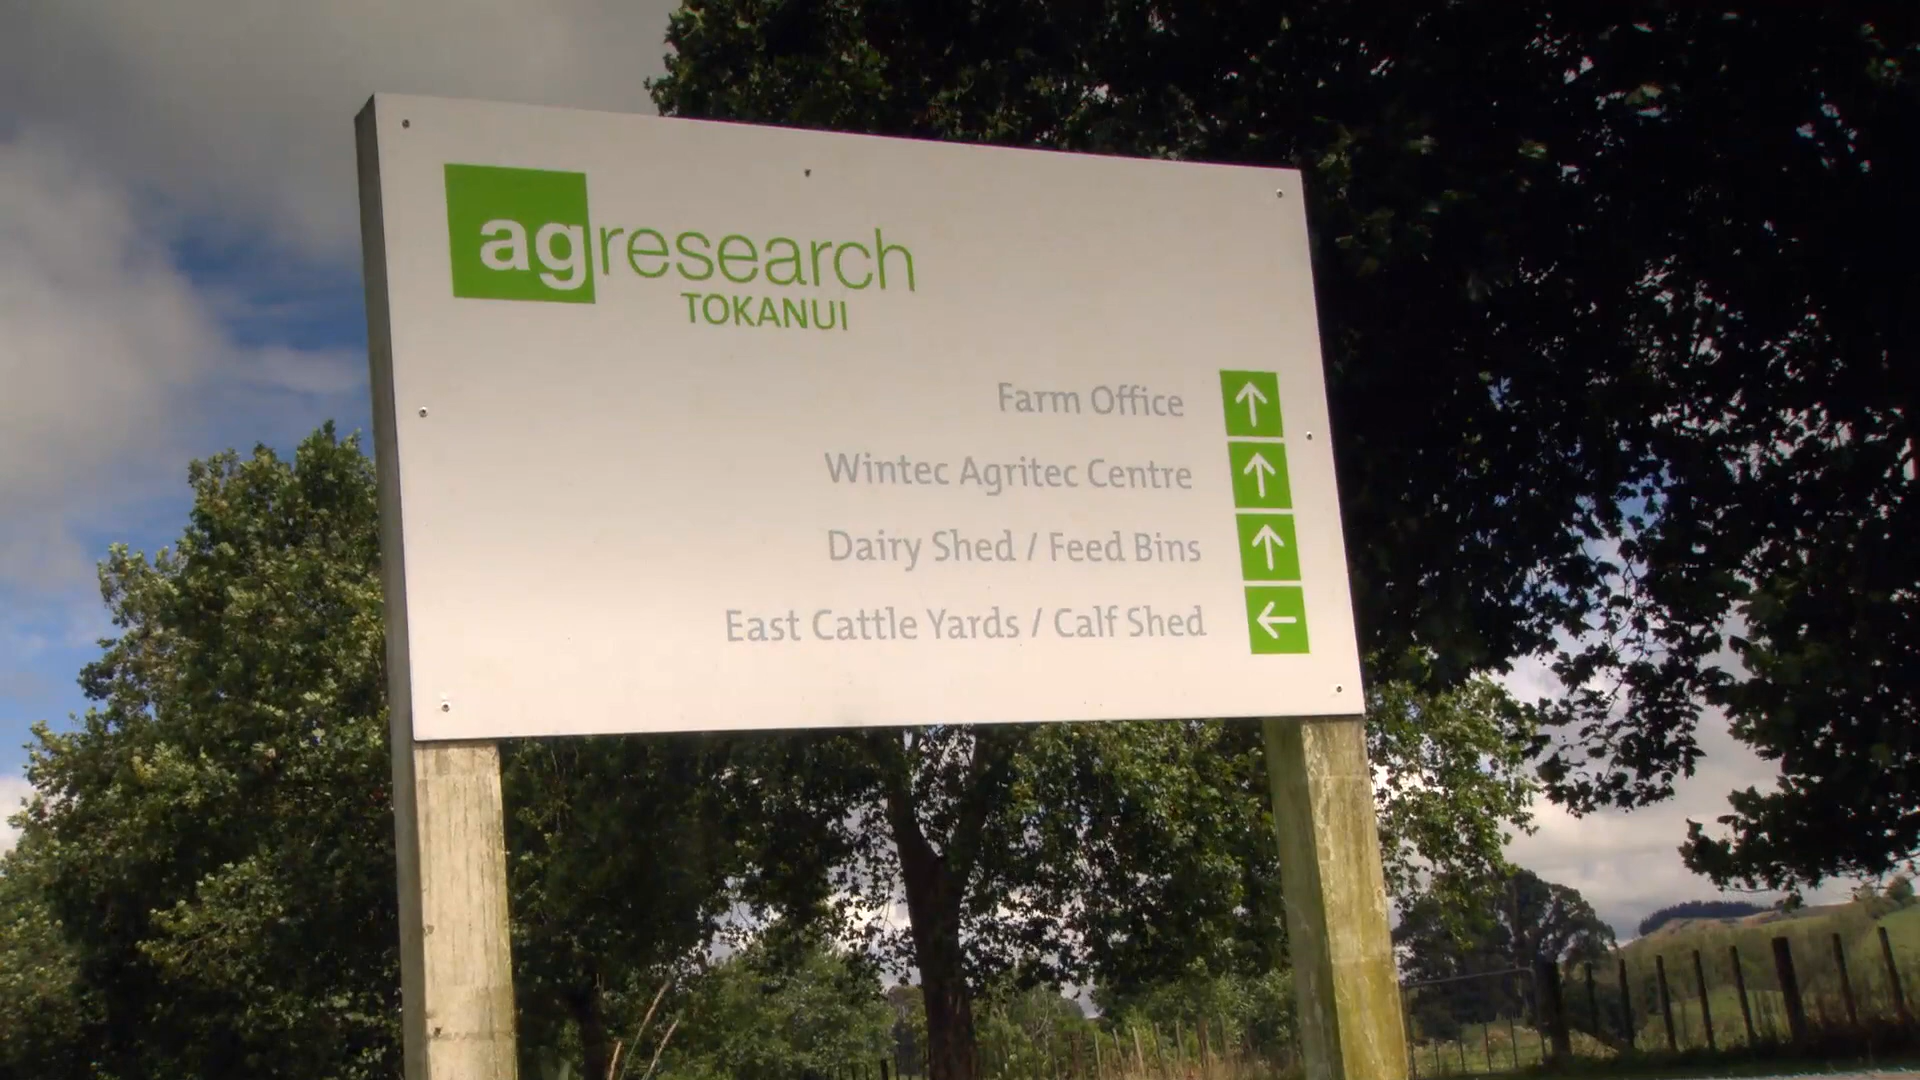 agresearch
TOKANUI
Farm Office
Wintec Agritec Centre
Dairy Shed / Feed Bins
East Cattle Yards / Calf Shed